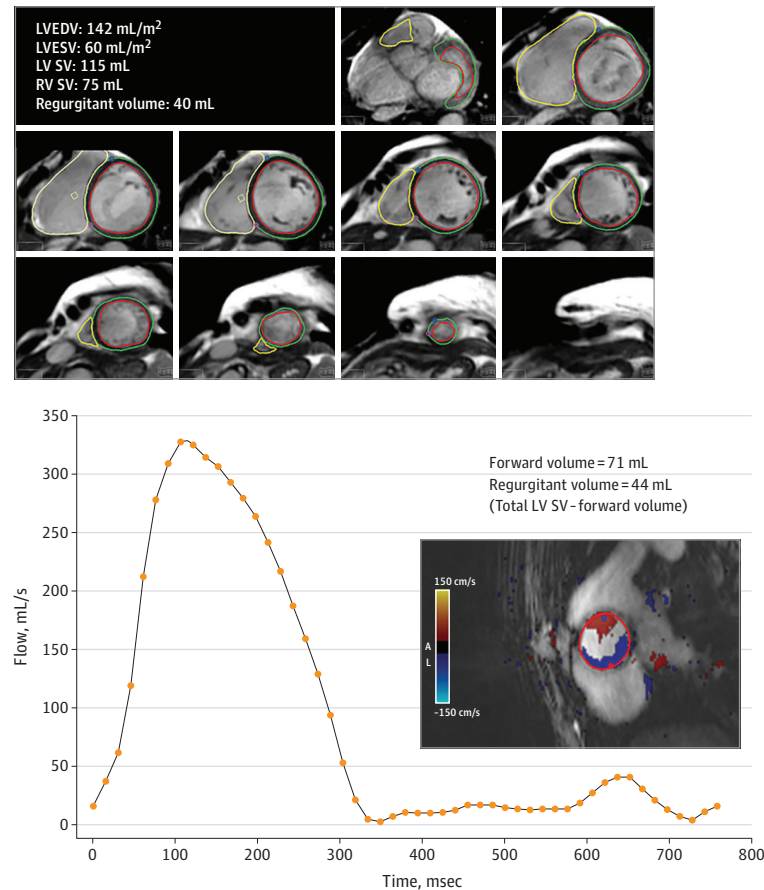 LVEDV: 142 mL/m²
LVESV: 60 mL/m²
LV SV: 115 mL
RV SV: 75 mL
Regurgitant volume: 40 mL
350
300
250
200
150
100
50
0
Flow, mL/s
Forward volume = 71 mL
Regurgitant volume = 44 mL
(Total LV SV – forward volume)
150 cm/s
A
L
-150 cm/s
0
100
200
300
400
500
600
700
800
Time, msec